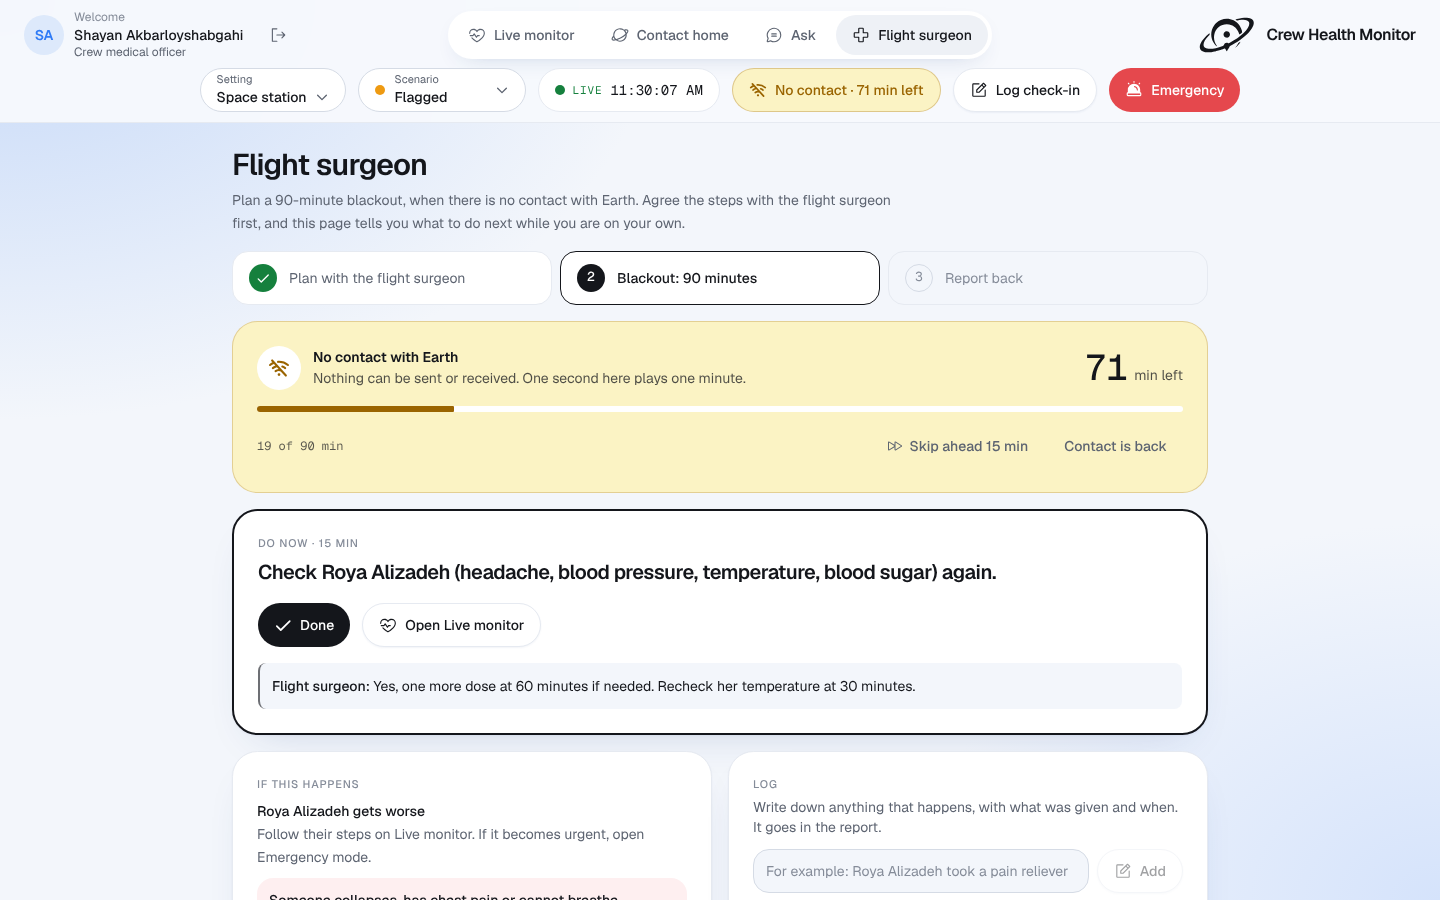 SA
Welcome
Shayan Akbarloyshabgahi
Crew medical officer
Live monitor
Contact home
Ask
Flight surgeon
Crew Health Monitor
Setting
Space station
Scenario
Flagged
LIVE 11:30:07 AM
No contact · 71 min left
Log check-in
Emergency
Flight surgeon
Plan a 90-minute blackout, when there is no contact with Earth. Agree the steps with the flight surgeon
first, and this page tells you what to do next while you are on your own.
Plan with the flight surgeon
2 Blackout: 90 minutes
3 Report back
No contact with Earth
Nothing can be sent or received. One second here plays one minute.
71 min left
19 of 90 min
Skip ahead 15 min
Contact is back
DO NOW · 15 MIN
Check Roya Alizadeh (headache, blood pressure, temperature, blood sugar) again.
Done
Open Live monitor
Flight surgeon: Yes, one more dose at 60 minutes if needed. Recheck her temperature at 30 minutes.
IF THIS HAPPENS
Roya Alizadeh gets worse
Follow their steps on Live monitor. If it becomes urgent, open
Emergency mode.
Someone collapses, has chest pain or cannot breathe
LOG
Write down anything that happens, with what was given and when.
It goes in the report.
For example: Roya Alizadeh took a pain reliever
Add